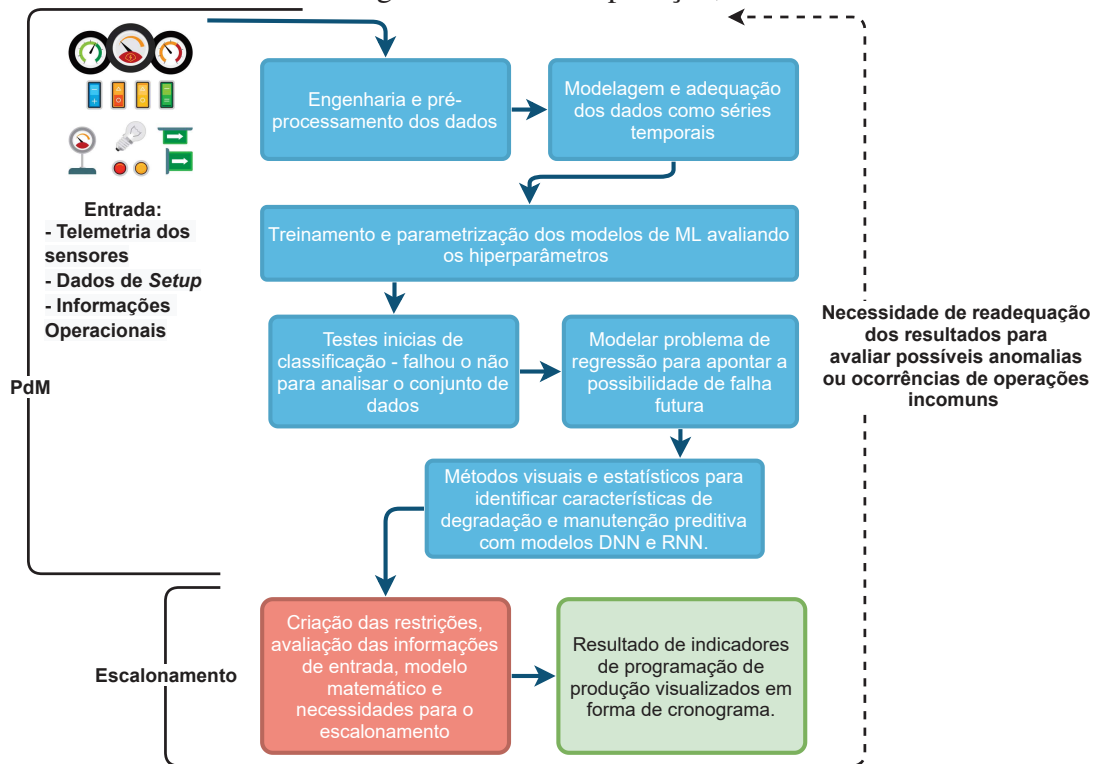 Engenharia e pré-
processamento dos dados
Modelagem e adequação
dos dados como séries
temporais
Entrada:
- Telemetria dos
sensores
- Dados de Setup
- Informações
Operacionais
Treinamento e parametrização dos modelos de ML avaliando
os hiperparâmetros
Testes inicias de
classificação - falhou o não
para analisar o conjunto de
dados
Modelar problema de
regressão para apontar a
possibilidade de falha
futura
Necessidade de readequação
dos resultados para
avaliar possíveis anomalias
ou ocorrências de operações
incomuns
PdM
Métodos visuais e estatísticos para
identificar características de
degradação e manutenção preditiva
com modelos DNN e RNN.
Escalonamento
Criação das restrições,
avaliação das informações
de entrada, modelo
matemático e
necessidades para o
escalonamento
Resultado de indicadores
de programação de
produção visualizados em
forma de cronograma.